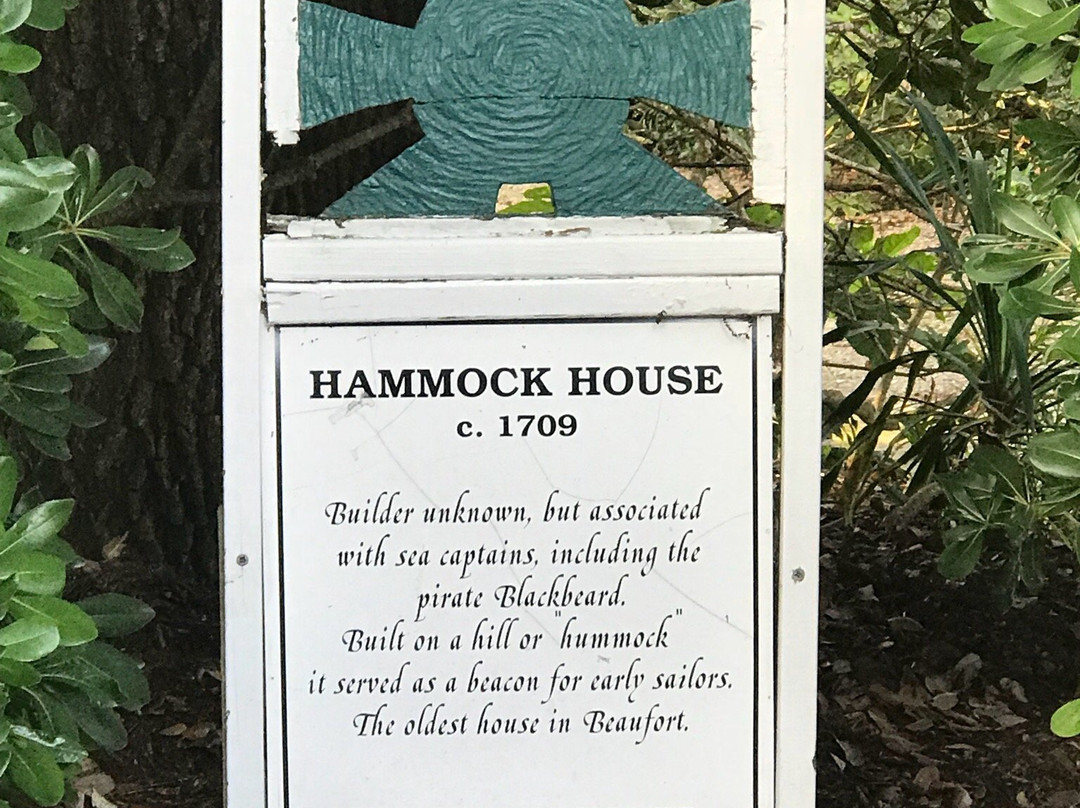 HAMMOCK HOUSE
c. 1709
Builder unknown, but associated
with sea captains, including the
pirate Blackbeard.
Built on a hill or "hummock"
it served as a beacon for early sailors.
The oldest house in Beaufort.